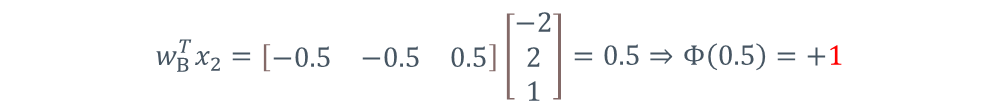 w_B^T x_2 = [−0.5 −0.5 0.5] [−2 2 1] = 0.5 ⇒ Φ(0.5) = +1